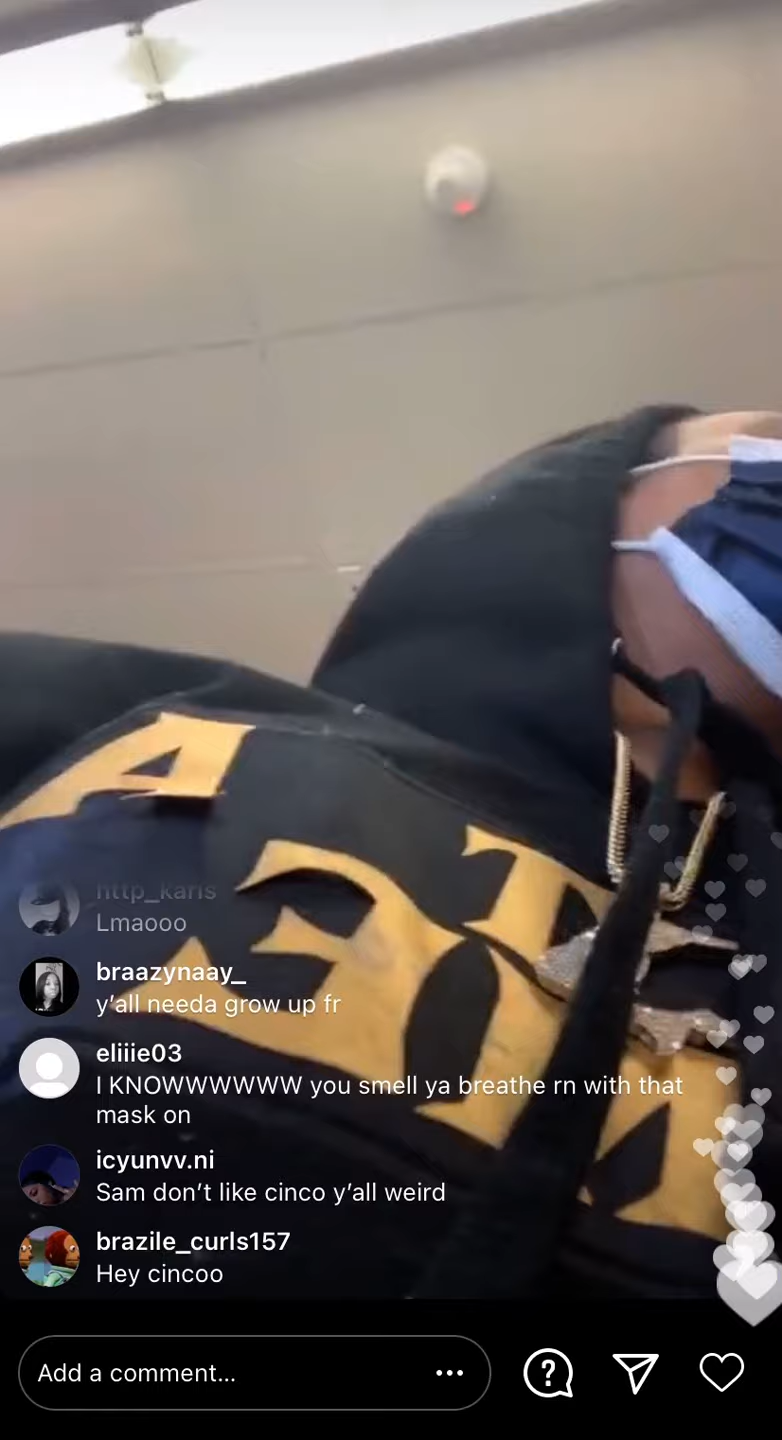 http_karis
Lmaooo
braazynaay_
y'all needa grow up fr
eliiie03
I KNOWWWWWW you smell ya breathe rn with that
mask on
icyunvv.ni
Sam don't like cinco y'all weird
brazile_curls157
Hey cincoo
Add a comment...